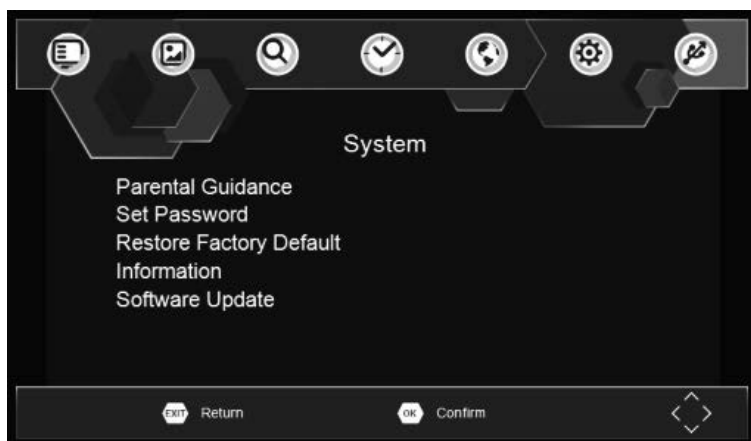 System
Parental Guidance
Set Password
Restore Factory Default
Information
Software Update
EXIT Return OK Confirm